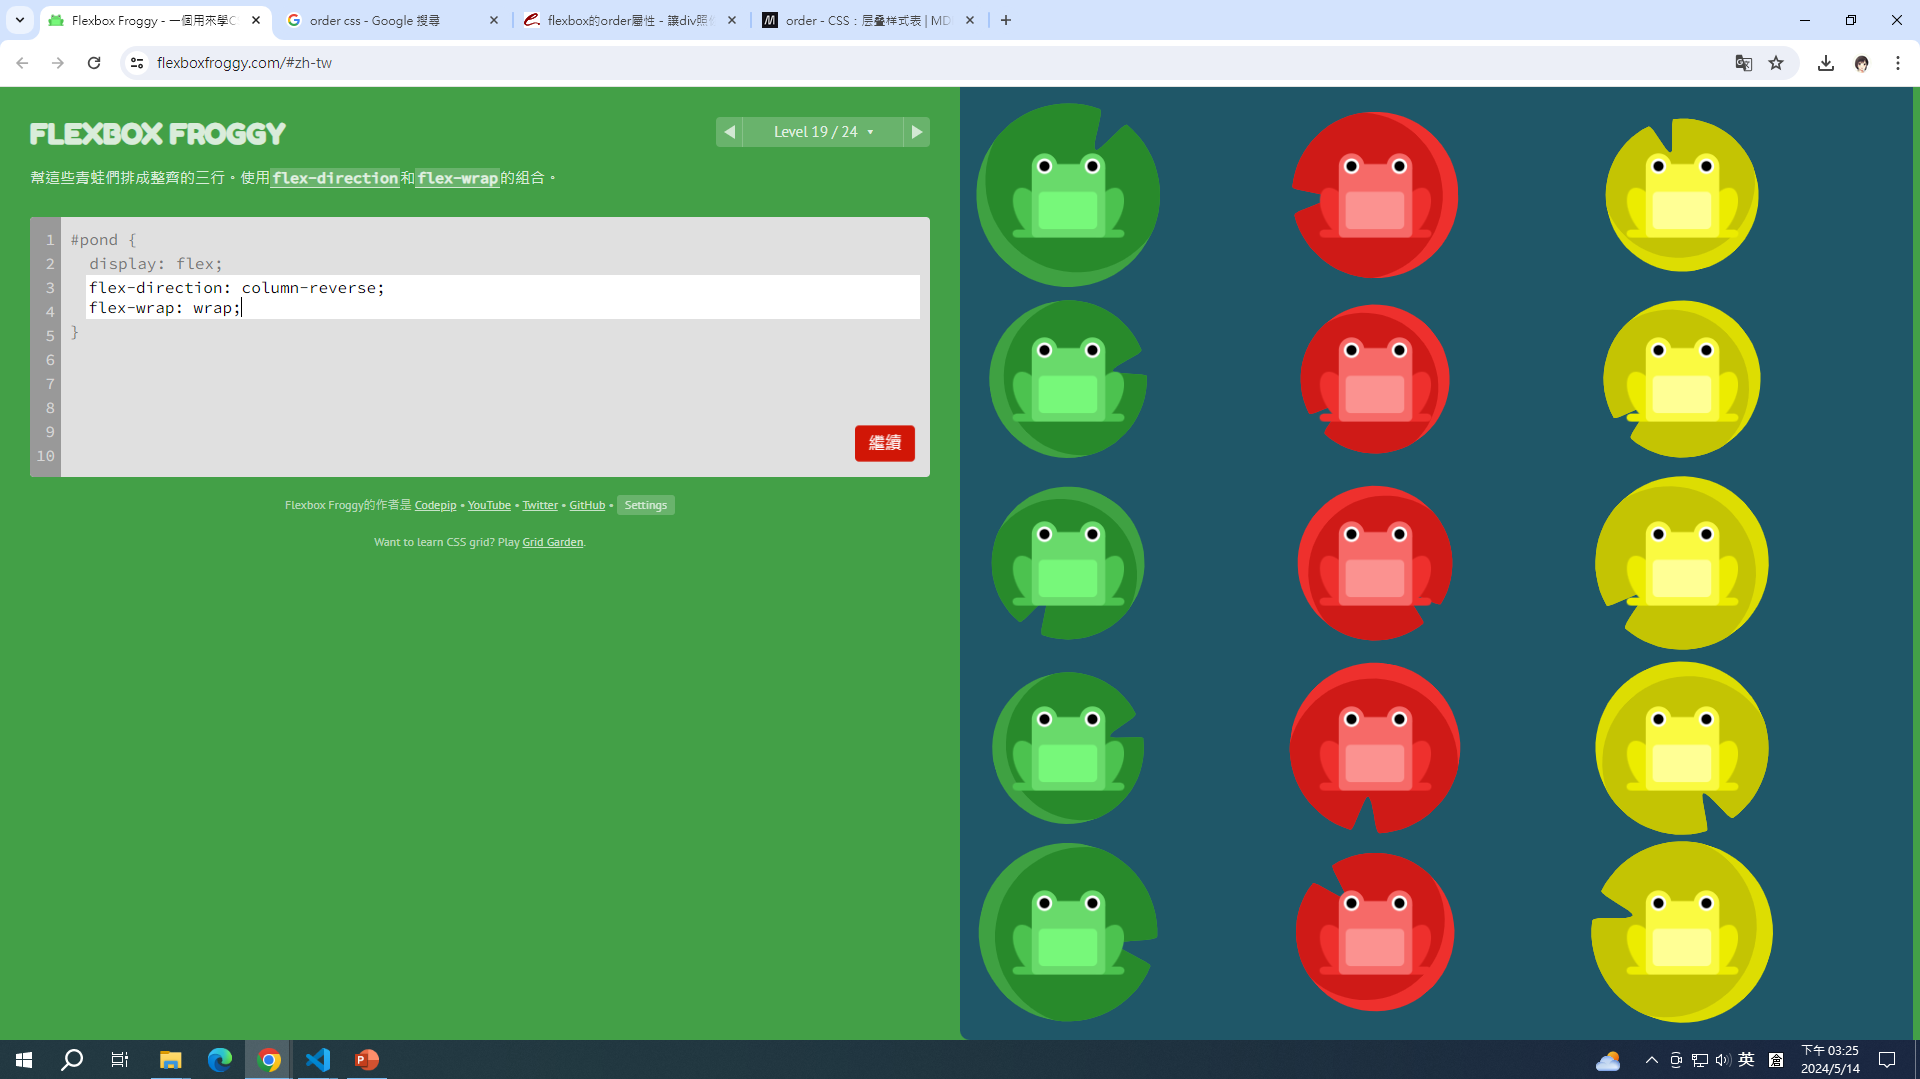 Flexbox Froggy - 一個用來學C
order css - Google 搜尋
flexbox的order屬性 - 讓div照
order - CSS：层叠样式表 | MD
flexboxfroggy.com/#zh-tw
FLEXBOX FROGGY
Level 19 / 24
幫這些青蛙們排成整齊的三行。使用flex-direction和flex-wrap的組合。
1 #pond {
2 display: flex;
3 flex-direction: column-reverse;
4 flex-wrap: wrap;
5 }
6
7
8
9
10
繼續
Flexbox Froggy的作者是 Codepip • YouTube • Twitter • GitHub • Settings
Want to learn CSS grid? Play Grid Garden.
英
下午 03:25
2024/5/14